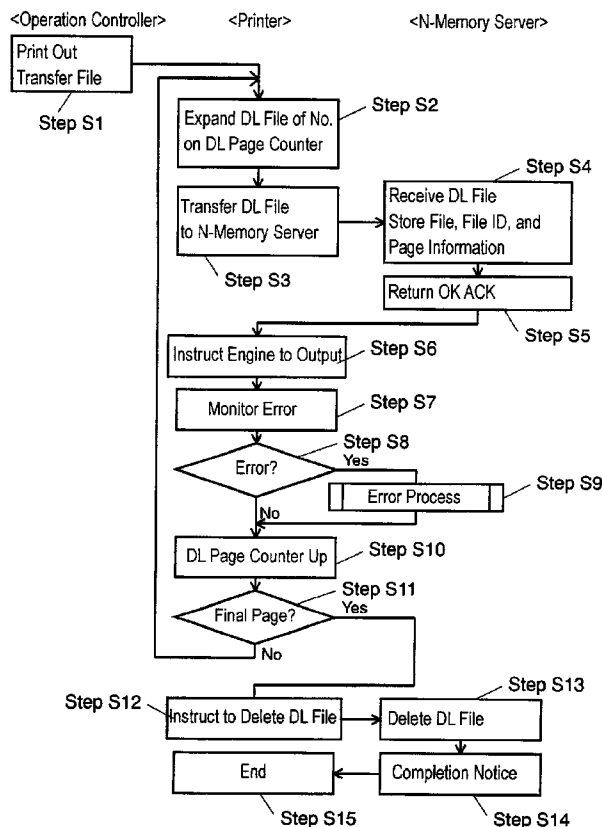 <Operation Controller>
<Printer>
<N-Memory Server>
Print Out
Transfer File
Step S1
Step S2
Expand DL File of No.
on DL Page Counter
Step S4
Transfer DL File
to N-Memory Server
Step S3
Receive DL File
Store File, File ID, and
Page Information
Return OK ACK
Step S5
Instruct Engine to Output
Step S6
Monitor Error
Step S7
Step S8
Error?
Yes
Error Process
Step S9
No
DL Page Counter Up
Step S10
Step S11
Final Page?
Yes
No
Step S12
Instruct to Delete DL File
Step S13
Delete DL File
End
Completion Notice
Step S15
Step S14